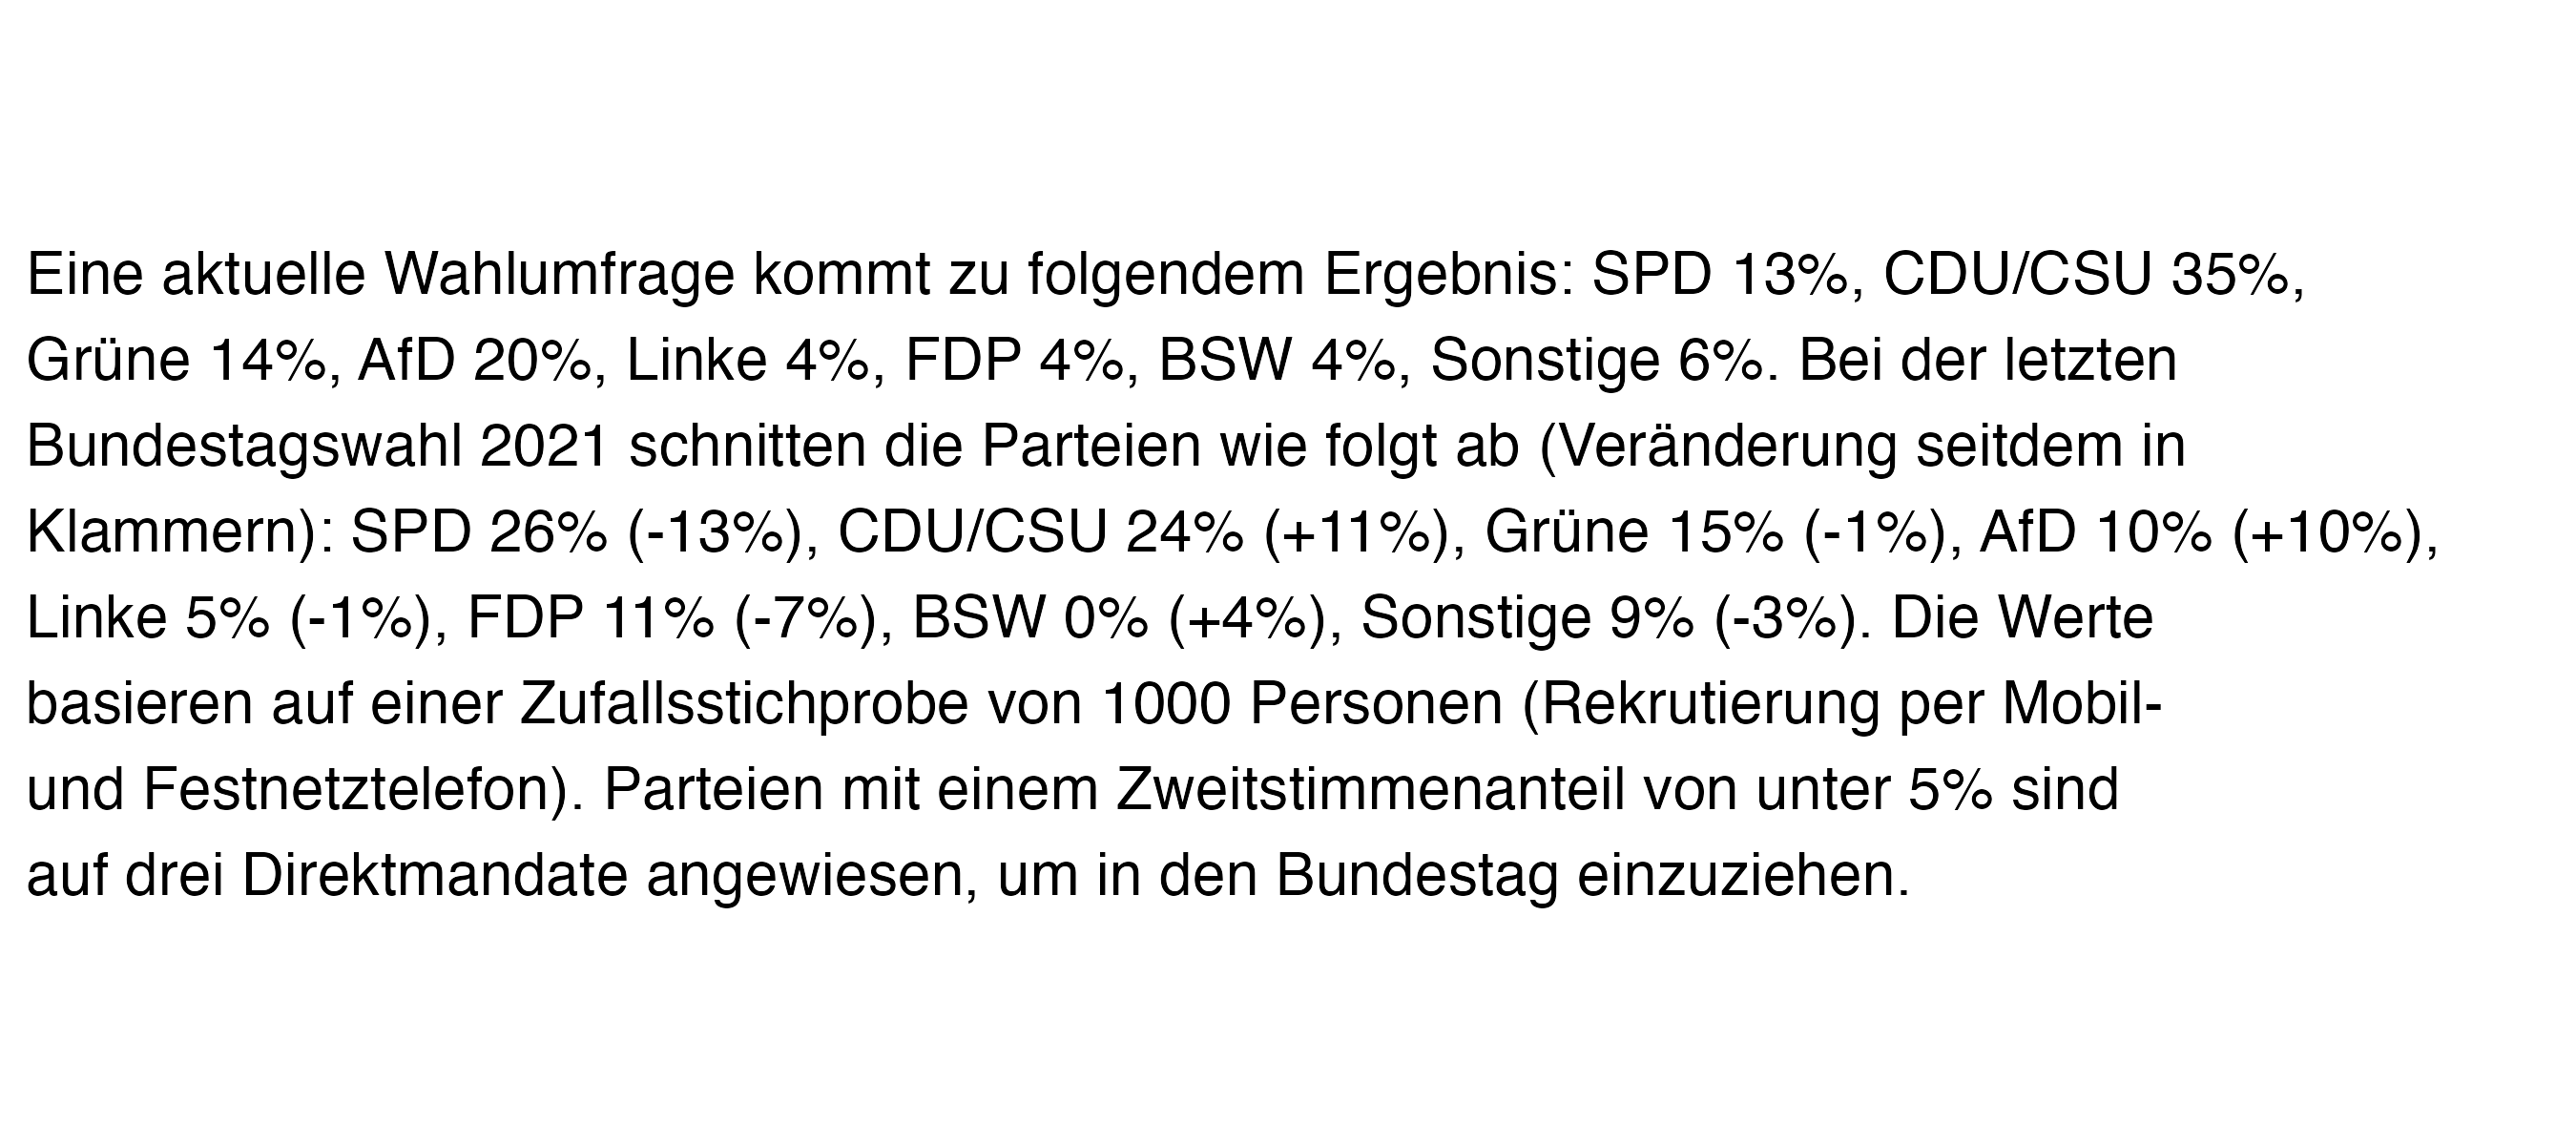 Eine aktuelle Wahlumfrage kommt zu folgendem Ergebnis: SPD 13%, CDU/CSU 35%,
Grüne 14%, AfD 20%, Linke 4%, FDP 4%, BSW 4%, Sonstige 6%. Bei der letzten
Bundestagswahl 2021 schnitten die Parteien wie folgt ab (Veränderung seitdem in
Klammern): SPD 26% (-13%), CDU/CSU 24% (+11%), Grüne 15% (-1%), AfD 10% (+10%),
Linke 5% (-1%), FDP 11% (-7%), BSW 0% (+4%), Sonstige 9% (-3%). Die Werte
basieren auf einer Zufallsstichprobe von 1000 Personen (Rekrutierung per Mobil-
und Festnetztelefon). Parteien mit einem Zweitstimmenanteil von unter 5% sind
auf drei Direktmandate angewiesen, um in den Bundestag einzuziehen.